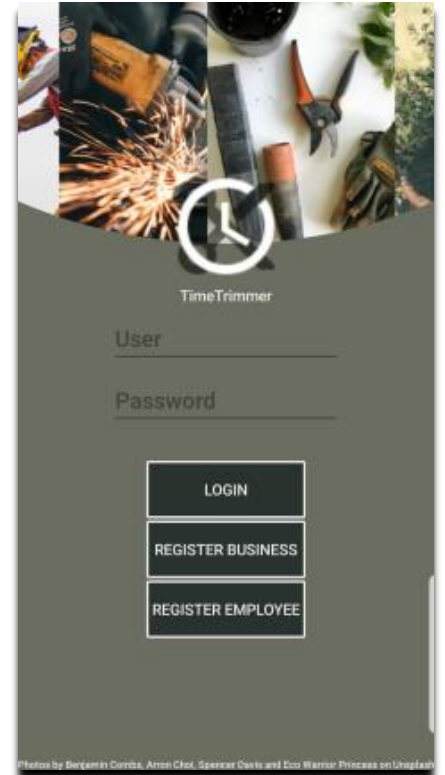 TimeTrimmer
User
Password
LOGIN
REGISTER BUSINESS
REGISTER EMPLOYEE
Photos by Benjamin Combs, Arron Choi, Spencer Davis and Eco Warrior Princess on Unsplash